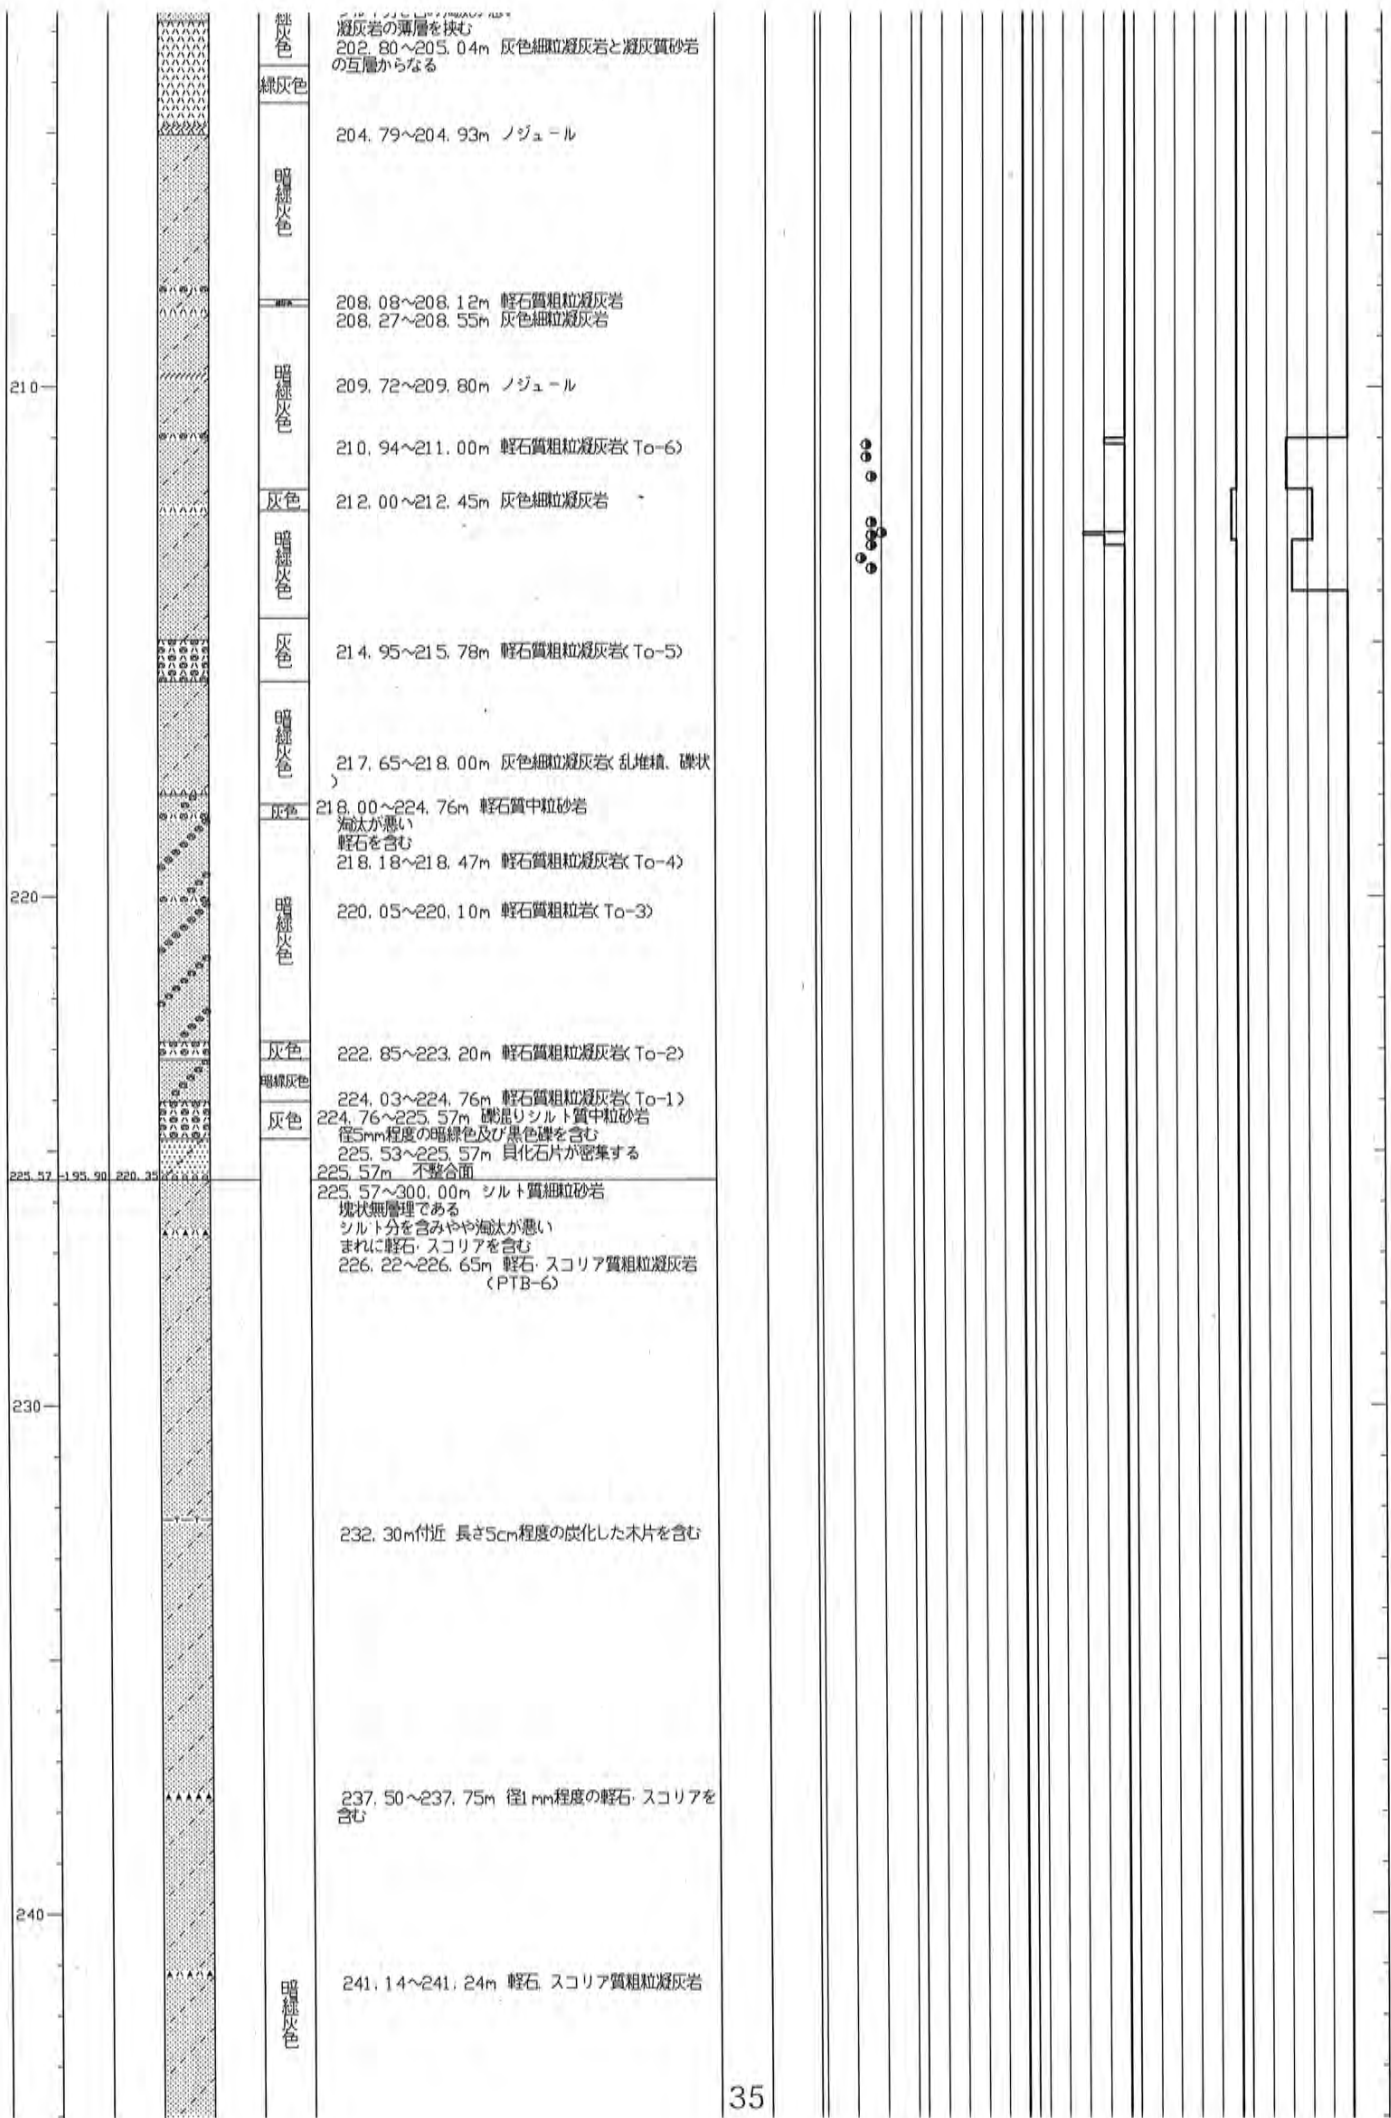 緑灰色
凝灰岩の薄層を挟む
202.80～205.04m 灰色細粒凝灰岩と凝灰質砂岩
の互層からなる
緑灰色
204.79～204.93m ノジュール
暗緑灰色
208.08～208.12m 軽石質粗粒凝灰岩
208.27～208.55m 灰色細粒凝灰岩
210
暗緑灰色
209.72～209.80m ノジュール
210.94～211.00m 軽石質粗粒凝灰岩(To-6)
灰色
212.00～212.45m 灰色細粒凝灰岩
暗緑灰色
灰色
214.95～215.78m 軽石質粗粒凝灰岩(To-5)
暗緑灰色
217.65～218.00m 灰色細粒凝灰岩(乱堆積、礫状
)
灰色
218.00～224.76m 軽石質中粒砂岩
淘汰が悪い
軽石を含む
218.18～218.47m 軽石質粗粒凝灰岩(To-4)
220
暗緑灰色
220.05～220.10m 軽石質粗粒岩(To-3)
灰色
222.85～223.20m 軽石質粗粒凝灰岩(To-2)
暗緑灰色
224.03～224.76m 軽石質粗粒凝灰岩(To-1)
灰色
224.76～225.57m 礫混りシルト質中粒砂岩
径5mm程度の暗緑色及び黒色礫を含む
225.53～225.57m 貝化石片が密集する
225.57 -195.90 220.35
225.57m 不整合面
225.57～300.00m シルト質細粒砂岩
塊状無層理である
シルト分を含みやや淘汰が悪い
まれに軽石・スコリアを含む
226.22～226.65m 軽石・スコリア質粗粒凝灰岩
(PTB-6)
230
232.30m付近 長さ5cm程度の炭化した木片を含む
237.50～237.75m 径1mm程度の軽石・スコリアを
含む
240
241.14～241.24m 軽石.スコリア質粗粒凝灰岩
暗緑灰色
35